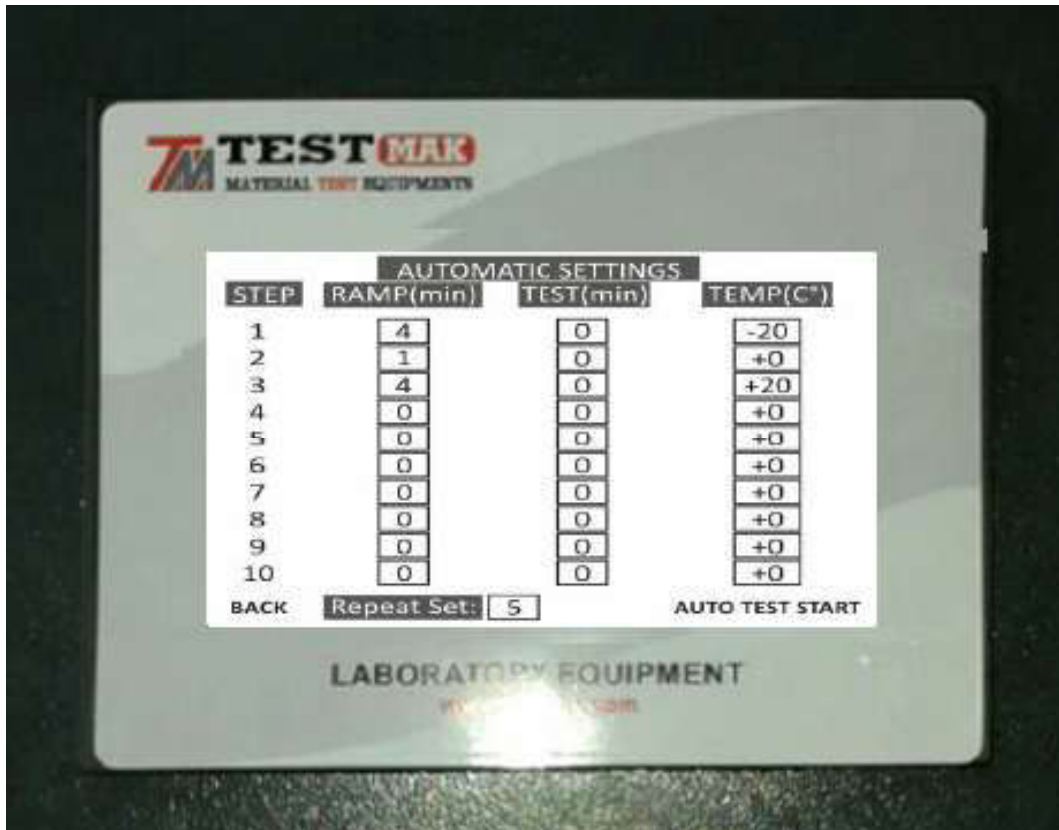 TM TESTMAK
MATERIAL TEST EQUIPMENTS
AUTOMATIC SETTINGS
STEP RAMP(min) TEST(min) TEMP(C°)
1 4 0 -20
2 1 0 +0
3 4 0 +20
4 0 0 +0
5 0 0 +0
6 0 0 +0
7 0 0 +0
8 0 0 +0
9 0 0 +0
10 0 0 +0
BACK Repeat Set: 5 AUTO TEST START
LABORATORY EQUIPMENT